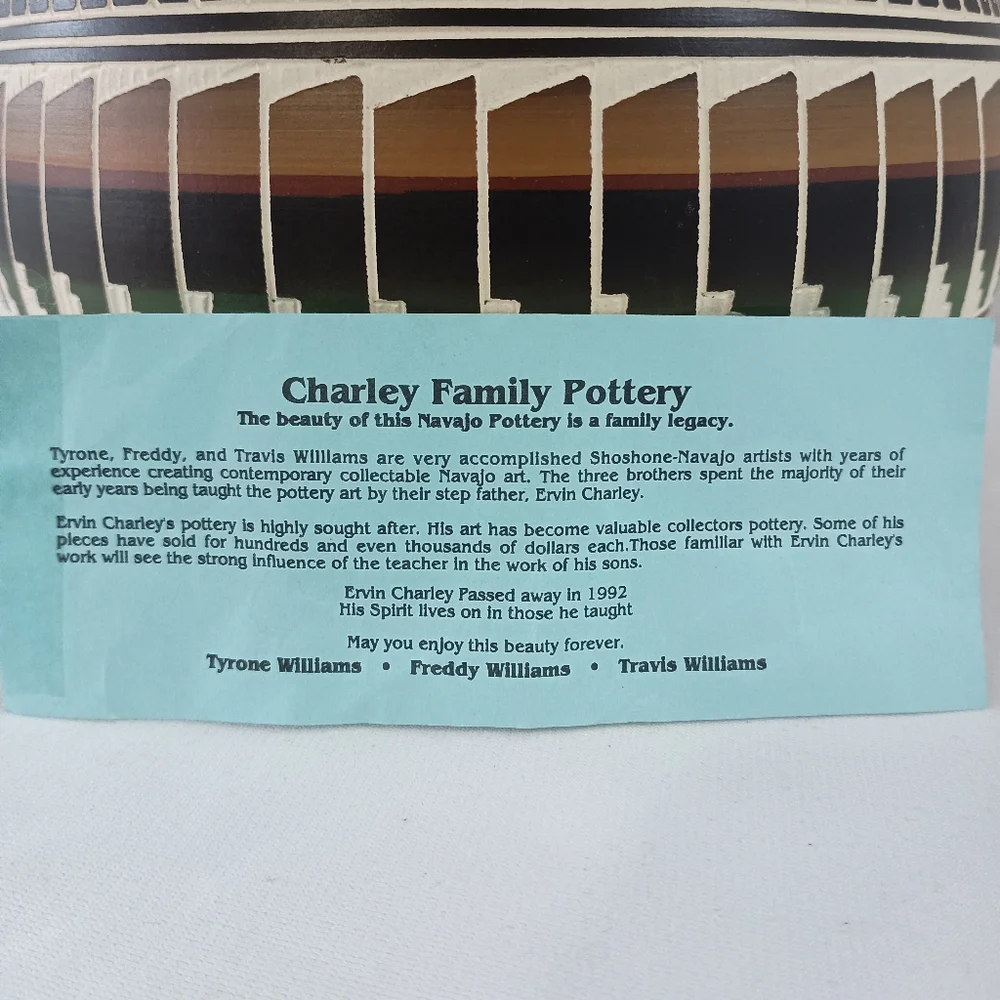 Charley Family Pottery
The beauty of this Navajo Pottery is a family legacy.
Tyrone, Freddy, and Travis Williams are very accomplished Shoshone-Navajo artists with years of
experience creating contemporary collectable Navajo art. The three brothers spent the majority of their
early years being taught the pottery art by their step father, Ervin Charley.
Ervin Charley's pottery is highly sought after. His art has become valuable collectors pottery. Some of his
pieces have sold for hundreds and even thousands of dollars each.Those familiar with Ervin Charley's
work will see the strong influence of the teacher in the work of his sons.
Ervin Charley Passed away in 1992
His Spirit lives on in those he taught
May you enjoy this beauty forever.
Tyrone Williams • Freddy Williams • Travis Williams